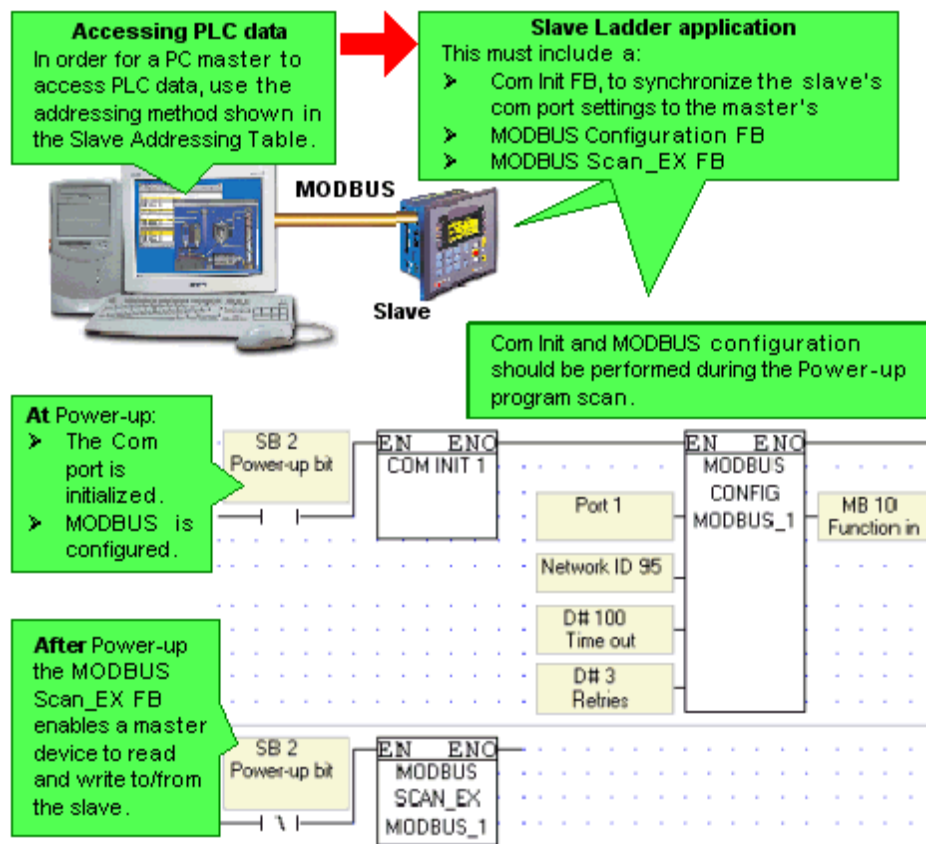 Accessing PLC data
In order for a PC master to
access PLC data, use the
addressing method shown in
the Slave Addressing Table.
Slave Ladder application
This must include a:
➢ Com Init FB, to synchronize the slave's
com port settings to the master's
➢ MODBUS Configuration FB
➢ MODBUS Scan_EX FB
MODBUS
Slave
Com Init and MODBUS configuration
should be performed during the Power-up
program scan.
At Power-up:
➢ The Com
port is
initialized.
➢ MODBUS is
configured.
SB 2
Power-up bit
EN ENO
COM INIT 1
EN ENO
MODBUS
CONFIG
MODBUS_1
Port 1
Network ID 95
D# 100
Time out
D# 3
Retries
MB 10
Function in
After Power-up
the MODBUS
Scan_EX FB
enables a master
device to read
and write to/from
the slave.
SB 2
Power-up bit
EN ENO
MODBUS
SCAN_EX
MODBUS_1